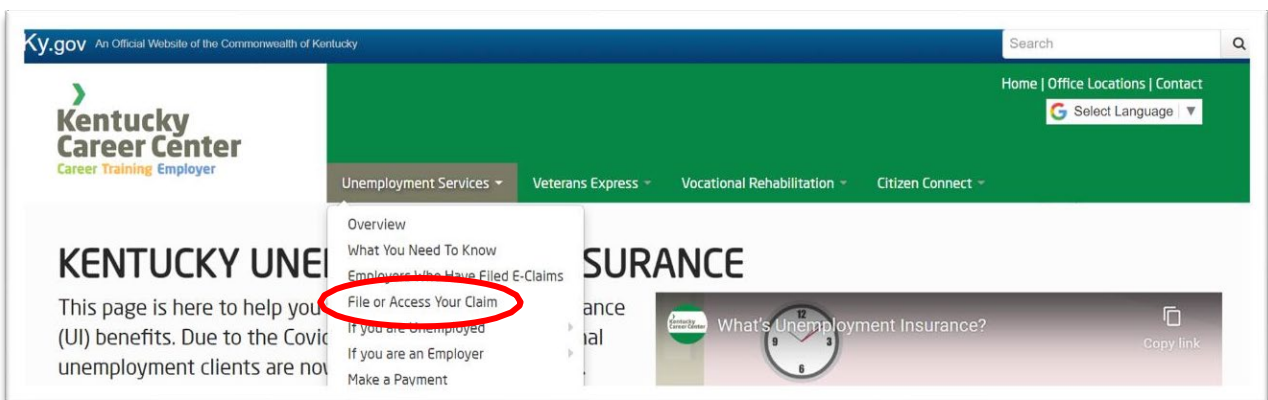 Ky.gov An Official Website of the Commonwealth of Kentucky
Search
Home | Office Locations | Contact
G Select Language ▼
Kentucky
Career Center
Career Training Employer
Unemployment Services Veterans Express Vocational Rehabilitation Citizen Connect
Overview
What You Need To Know
Employers Who Have Filed E-Claims
File or Access Your Claim
If you are Unemployed
If you are an Employer
Make a Payment
KENTUCKY UNE SURANCE
This page is here to help you ance
(UI) benefits. Due to the Covid nal
unemployment clients are now
Kentucky
Career Center
What's Unemployment Insurance?
12
9 3
6
Copy link